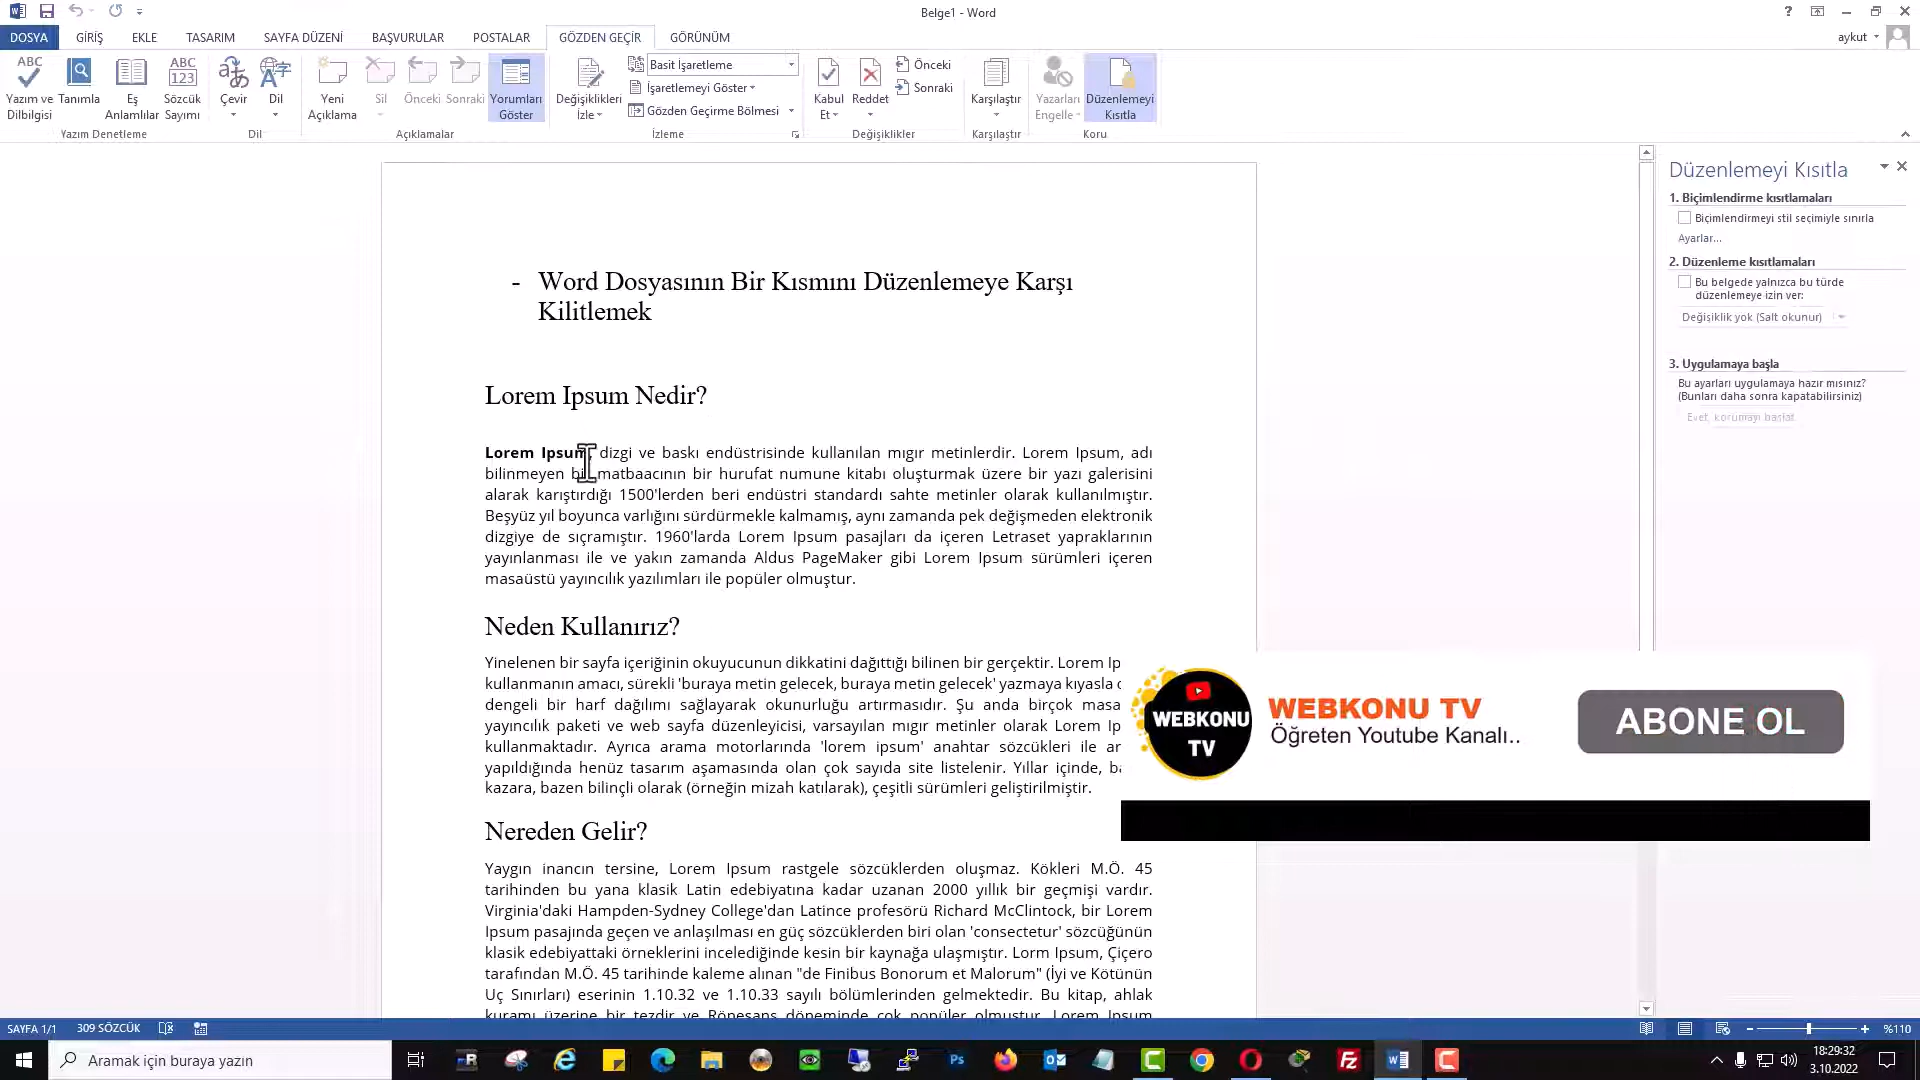 Belge1 - Word
DOSYA GİRİŞ EKLE TASARIM SAYFA DÜZENİ BAŞVURULAR POSTALAR GÖZDEN GEÇİR GÖRÜNÜM
aykut
ABC
Yazım ve Dilbilgisi
Tanımla
Eş Anlamlılar
ABC 123
Sözcük Sayımı
Yazım Denetleme
Çevir
Dil
Dil
Yeni Açıklama
Sil
Önceki
Sonraki
Yorumları Göster
Açıklamalar
Değişiklikleri İzle
Basit İşaretleme
İşaretlemeyi Göster
Gözden Geçirme Bölmesi
İzleme
Kabul Et
Reddet
Önceki
Sonraki
Değişiklikler
Karşılaştır
Karşılaştır
Yazarları Engelle
Düzenlemeyi Kısıtla
Koru
- Word Dosyasının Bir Kısmını Düzenlemeye Karşı
Kilitlemek
Lorem Ipsum Nedir?
Lorem Ipsum, dizgi ve baskı endüstrisinde kullanılan mıgır metinlerdir. Lorem Ipsum, adı
bilinmeyen bir matbaacının bir hurufat numune kitabı oluşturmak üzere bir yazı galerisini
alarak karıştırdığı 1500'lerden beri endüstri standardı sahte metinler olarak kullanılmıştır.
Beşyüz yıl boyunca varlığını sürdürmekle kalmamış, aynı zamanda pek değişmeden elektronik
dizgiye de sıçramıştır. 1960'larda Lorem Ipsum pasajları da içeren Letraset yapraklarının
yayınlanması ile ve yakın zamanda Aldus PageMaker gibi Lorem Ipsum sürümleri içeren
masaüstü yayıncılık yazılımları ile popüler olmuştur.
Neden Kullanırız?
Yinelenen bir sayfa içeriğinin okuyucunun dikkatini dağıttığı bilinen bir gerçektir. Lorem Ip
kullanmanın amacı, sürekli 'buraya metin gelecek, buraya metin gelecek' yazmaya kıyasla
dengeli bir harf dağılımı sağlayarak okunurluğu artırmasıdır. Şu anda birçok masa
yayıncılık paketi ve web sayfa düzenleyicisi, varsayılan mıgır metinler olarak Lorem Ip
kullanmaktadır. Ayrıca arama motorlarında 'lorem ipsum' anahtar sözcükleri ile ar
yapıldığında henüz tasarım aşamasında olan çok sayıda site listelenir. Yıllar içinde, ba
kazara, bazen bilinçli olarak (örneğin mizah katılarak), çeşitli sürümleri geliştirilmiştir.
Nereden Gelir?
Yaygın inancın tersine, Lorem Ipsum rastgele sözcüklerden oluşmaz. Kökleri M.Ö. 45
tarihinden bu yana klasik Latin edebiyatına kadar uzanan 2000 yıllık bir geçmişi vardır.
Virginia'daki Hampden-Sydney College'dan Latince profesörü Richard McClintock, bir Lorem
Ipsum pasajında geçen ve anlaşılması en güç sözcüklerden biri olan 'consectetur' sözcüğünün
klasik edebiyattaki örneklerini incelediğinde kesin bir kaynağa ulaşmıştır. Lorm Ipsum, Çiçero
tarafından M.Ö. 45 tarihinde kaleme alınan "de Finibus Bonorum et Malorum" (İyi ve Kötünün
Uç Sınırları) eserinin 1.10.32 ve 1.10.33 sayılı bölümlerinden gelmektedir. Bu kitap, ahlak
kuramı üzerine bir tezdir ve Rönesans döneminde çok popüler olmuştur. Lorem Ipsum
Düzenlemeyi Kısıtla
1. Biçimlendirme kısıtlamaları
Biçimlendirmeyi stil seçimiyle sınırla
Ayarlar...
2. Düzenleme kısıtlamaları
Bu belgede yalnızca bu türde
düzenlemeye izin ver:
Değişiklik yok (Salt okunur)
3. Uygulamaya başla
Bu ayarları uygulamaya hazır mısınız?
(Bunları daha sonra kapatabilirsiniz)
Evet, korumayı başlat
WEBKONU
TV
WEBKONU TV
Öğreten Youtube Kanalı..
ABONE OL
SAYFA 1/1 309 SÖZCÜK
%110
Aramak için buraya yazın
18:29:32
3.10.2022